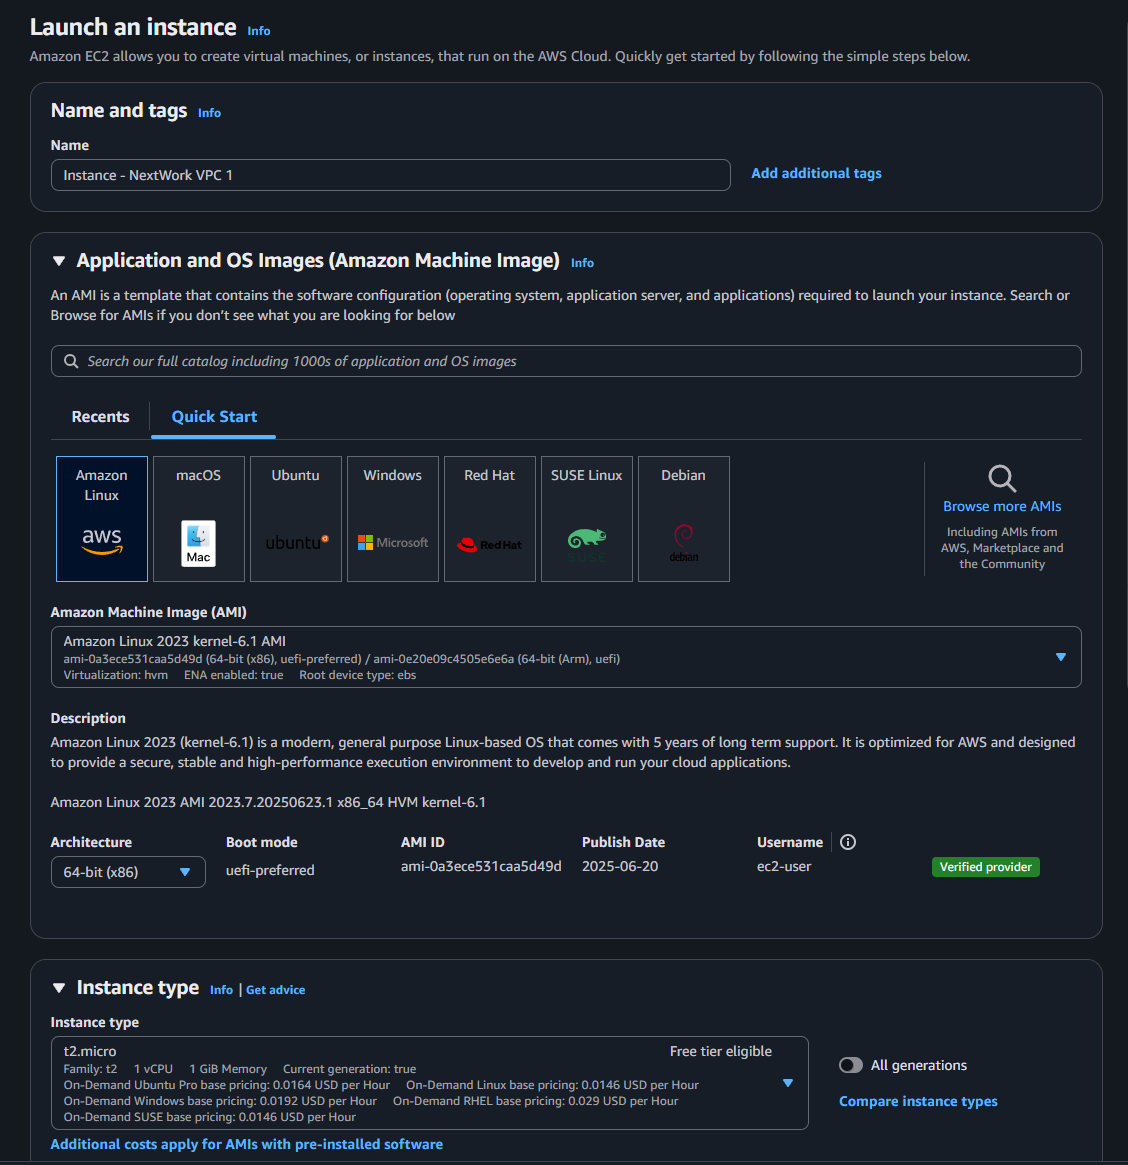 Launch an instance Info
Amazon EC2 allows you to create virtual machines, or instances, that run on the AWS Cloud. Quickly get started by following the simple steps below.
Name and tags Info
Name
Instance - NextWork VPC 1
Add additional tags
Application and OS Images (Amazon Machine Image) Info
An AMI is a template that contains the software configuration (operating system, application server, and applications) required to launch your instance. Search or
Browse for AMIs if you don't see what you are looking for below
Search our full catalog including 1000s of application and OS images
Recents
Quick Start
Amazon
Linux
aws
macOS
Mac
Ubuntu
ubuntu
Windows
Microsoft
Red Hat
Red Hat
SUSE Linux
SUSE
Debian
debian
Browse more AMIs
Including AMIs from
AWS, Marketplace and
the Community
Amazon Machine Image (AMI)
Amazon Linux 2023 kernel-6.1 AMI
ami-0a3ece531caa5d49d (64-bit (x86), uefi-preferred) / ami-0e20e09c4505e6e6a (64-bit (Arm), uefi)
Virtualization: hvm ENA enabled: true Root device type: ebs
Description
Amazon Linux 2023 (kernel-6.1) is a modern, general purpose Linux-based OS that comes with 5 years of long term support. It is optimized for AWS and designed
to provide a secure, stable and high-performance execution environment to develop and run your cloud applications.
Amazon Linux 2023 AMI 2023.7.20250623.1 x86_64 HVM kernel-6.1
Architecture Boot mode AMI ID Publish Date Username
64-bit (x86) uefi-preferred ami-0a3ece531caa5d49d 2025-06-20 ec2-user Verified provider
Instance type Info | Get advice
Instance type
t2.micro Free tier eligible
Family: t2 1 vCPU 1 GiB Memory Current generation: true
On-Demand Ubuntu Pro base pricing: 0.0164 USD per Hour On-Demand Linux base pricing: 0.0146 USD per Hour
On-Demand Windows base pricing: 0.0192 USD per Hour On-Demand RHEL base pricing: 0.029 USD per Hour
On-Demand SUSE base pricing: 0.0146 USD per Hour
All generations
Compare instance types
Additional costs apply for AMIs with pre-installed software